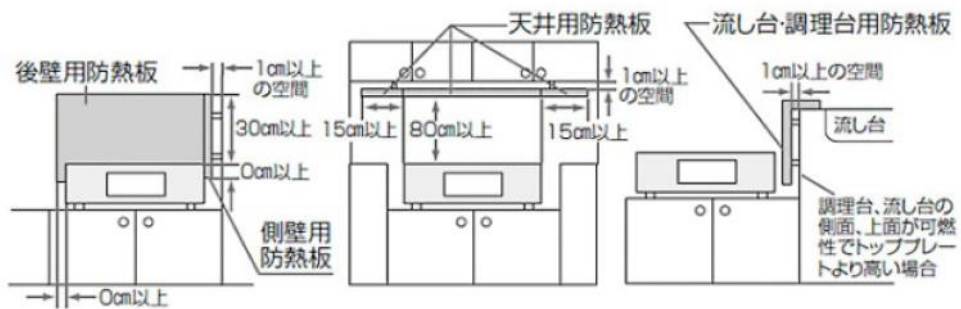 後壁用防熱板
1cm以上
の空間
30cm以上
0cm以上
側壁用
防熱板
0cm以上
天井用防熱板
1cm以上
の空間
15cm以上
80cm以上
15cm以上
流し台・調理台用防熱板
1cm以上の空間
流し台
調理台、流し台の
側面、上面が可燃
性でトッププレー
トより高い場合